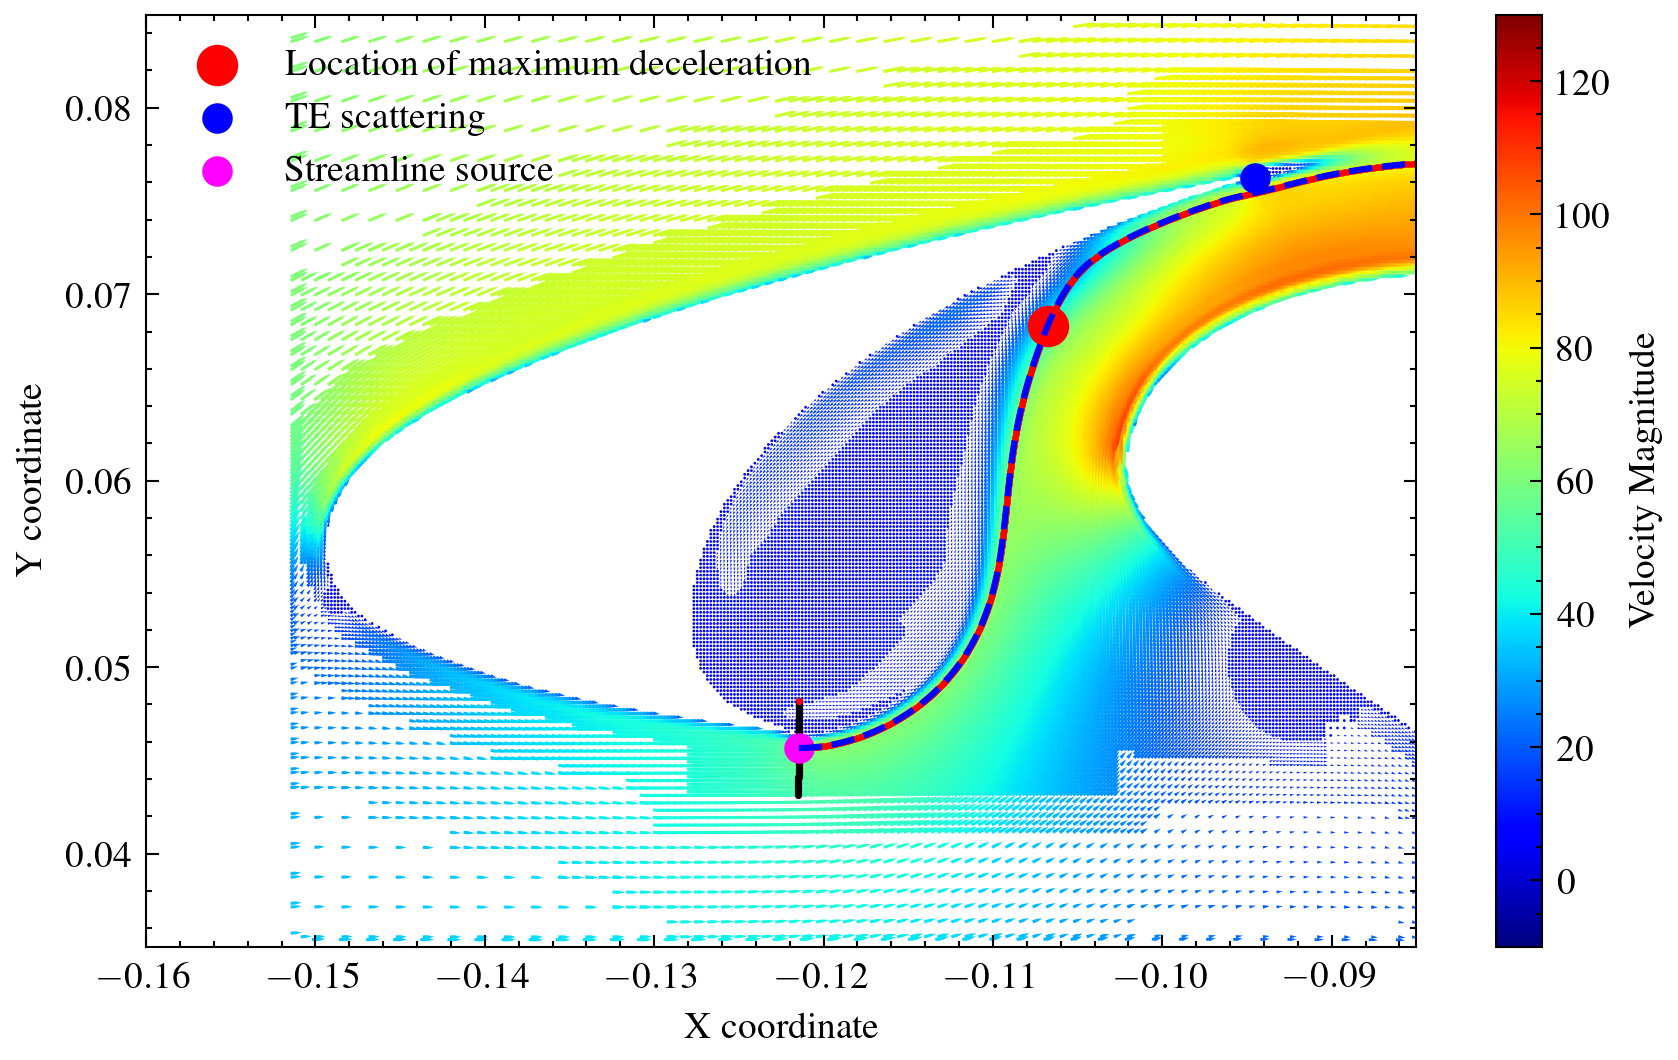 Location of maximum deceleration
TE scattering
Streamline source
0.08
0.07
0.06
0.05
0.04
Y coordinate
−0.16 −0.15 −0.14 −0.13 −0.12 −0.11 −0.10 −0.09
X coordinate
120
100
80
60
40
20
0
Velocity Magnitude